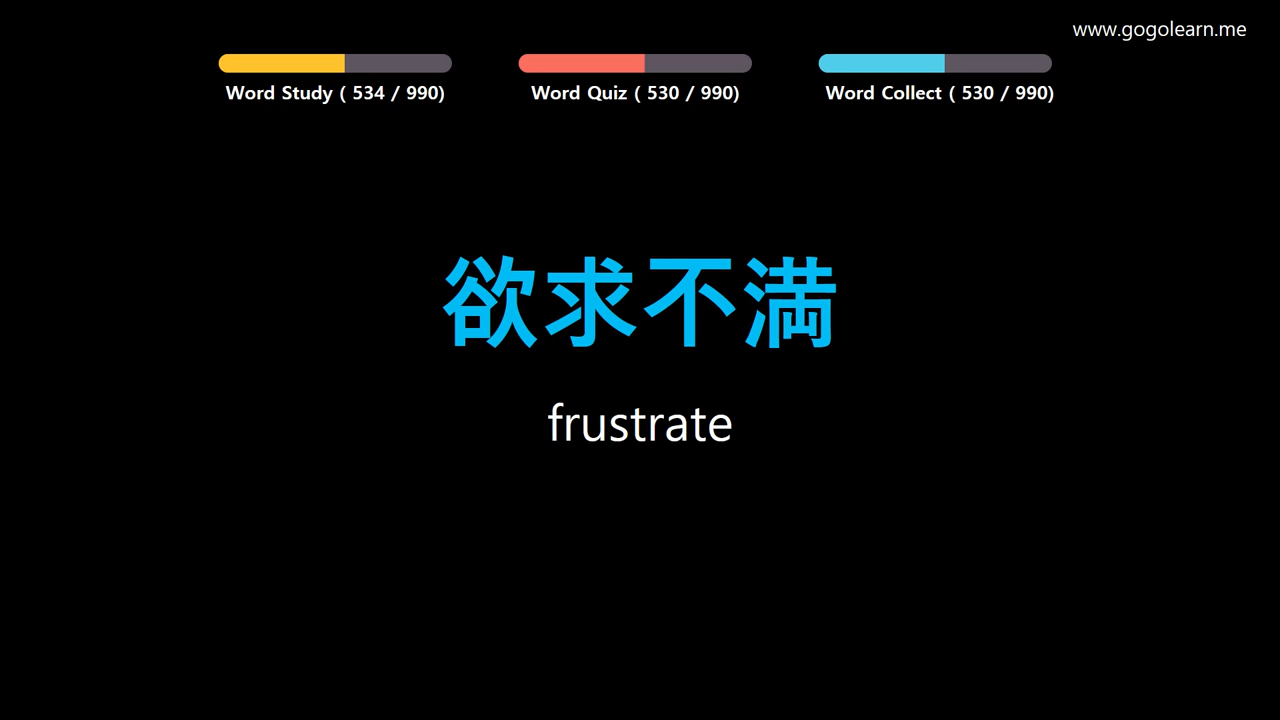 www.gogolearn.me
Word Study ( 534 / 990)
Word Quiz ( 530 / 990)
Word Collect ( 530 / 990)
欲求不満
frustrate